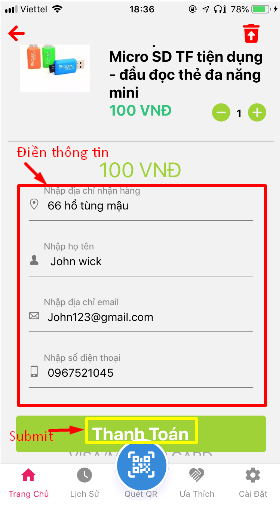 Viettel 18:36 78%
Micro SD TF tiện dụng
- đầu đọc thẻ đa năng
mini
100 VNĐ
1
Điền thông tin
100 VNĐ
Nhập địa chỉ nhận hàng
66 hồ tùng mậu
Nhập họ tên
John wick
Nhập địa chỉ email
John123@gmail.com
Nhập số điện thoại
0967521045
Submit
Thanh Toán
VISA/MASTER CARD
Trang Chủ Lịch Sử Quét QR Ưa Thích Cài Đặt